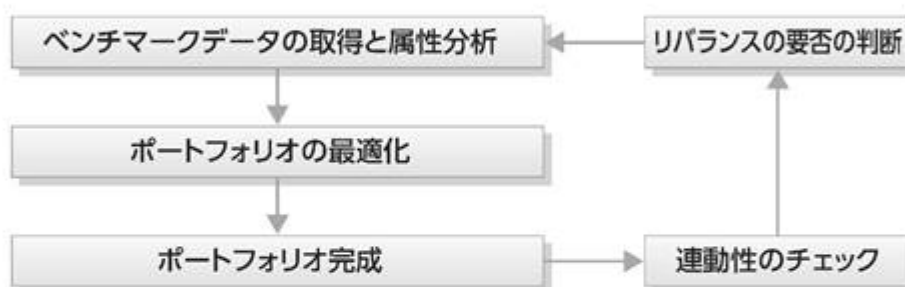 ベンチマークデータの取得と属性分析
リバランスの要否の判断
ポートフォリオの最適化
ポートフォリオ完成
連動性のチェック